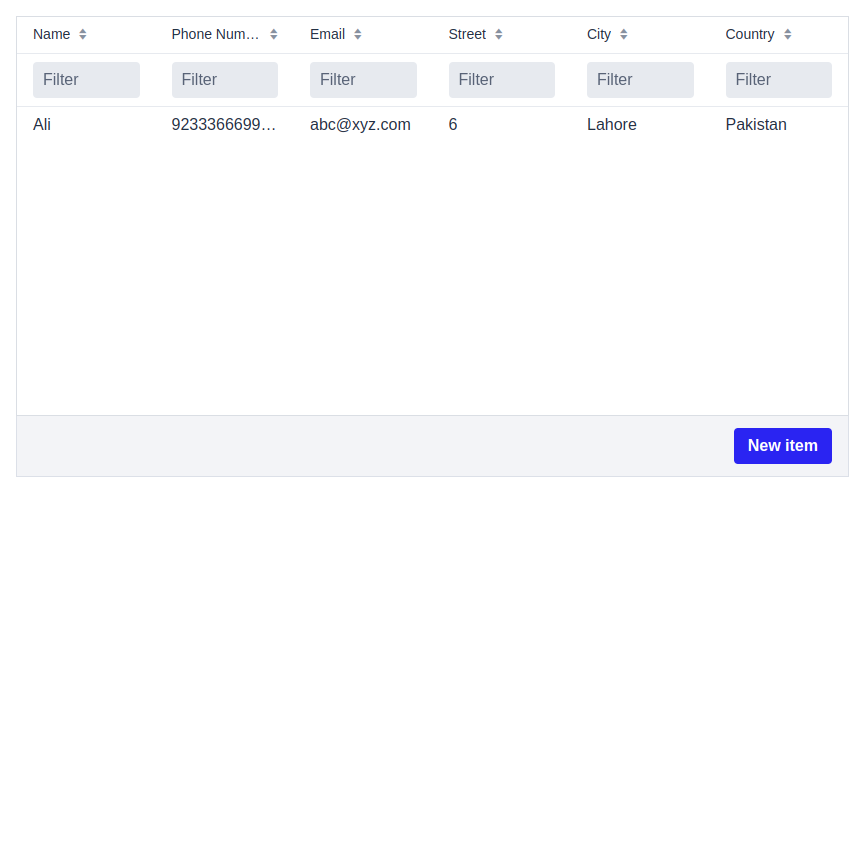 Name Phone Num… Email Street City Country
Filter Filter Filter Filter Filter Filter
Ali 9233366699… abc@xyz.com 6 Lahore Pakistan
New item